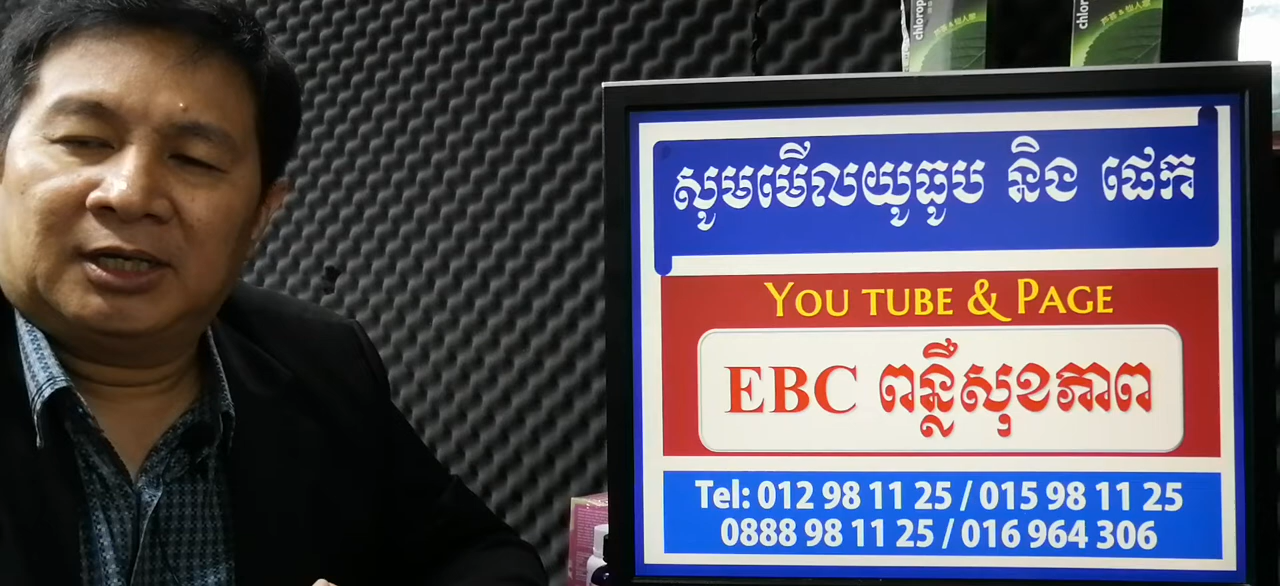 chlorop
chlorop
សូមមើលយូធូប និង ផេក
YOU TUBE & PAGE
EBC ពន្លឺសុខភាព
Tel: 012 98 11 25 / 015 98 11 25
0888 98 11 25 / 016 964 306